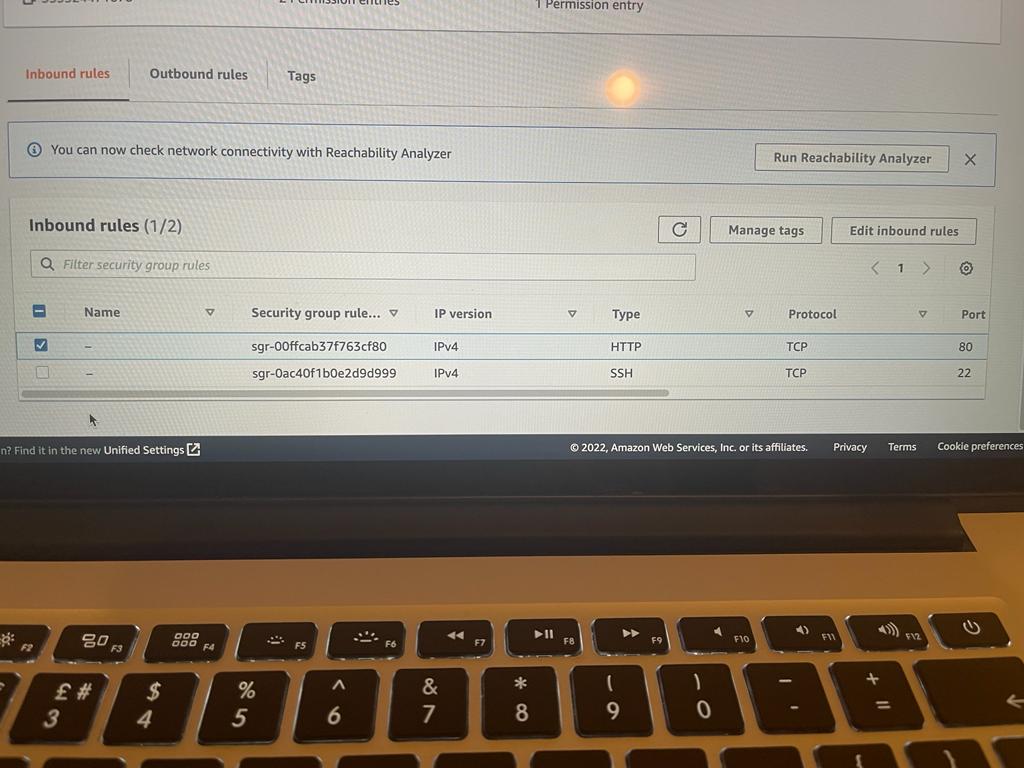 1 Permission entry
Inbound rules
Outbound rules
Tags
You can now check network connectivity with Reachability Analyzer
Run Reachability Analyzer
Inbound rules (1/2)
Manage tags
Edit inbound rules
Filter security group rules
1
Name Security group rule... IP version Type Protocol Port
– sgr-00ffcab37f763cf80 IPv4 HTTP TCP 80
– sgr-0ac40f1b0e2d9d999 IPv4 SSH TCP 22
n? Find it in the new Unified Settings
© 2022, Amazon Web Services, Inc. or its affiliates. Privacy Terms Cookie preferences
F2 F3 F4 F5 F6 F7 F8 F9 F10 F11 F12
£ # $ % ^ & * ( ) – +
3 4 5 6 7 8 9 0 - =